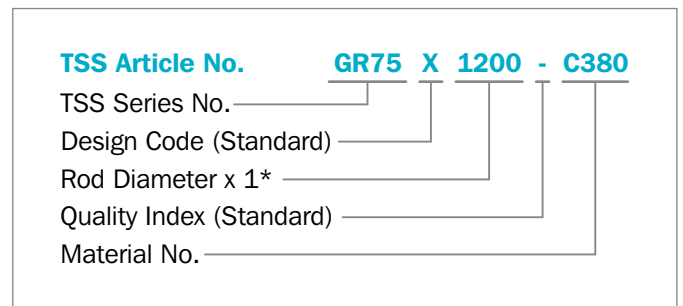 TSS Article No. GR75 X 1200 - C380
TSS Series No.
Design Code (Standard)
Rod Diameter x 1*
Quality Index (Standard)
Material No.